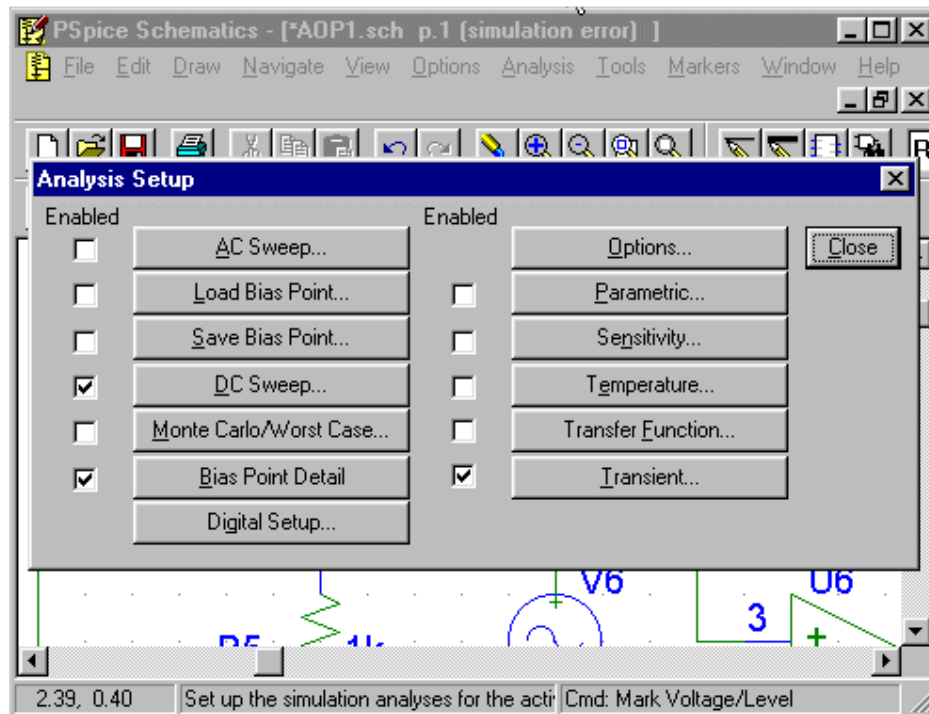 PSpice Schematics - [*AOP1.sch p.1 (simulation error) ]
File Edit Draw Navigate View Options Analysis Tools Markers Window Help
Analysis Setup
Enabled Enabled
AC Sweep... Options... Close
Load Bias Point... Parametric...
Save Bias Point... Sensitivity...
DC Sweep... Temperature...
Monte Carlo/Worst Case... Transfer Function...
Bias Point Detail Transient...
Digital Setup...
V6 U6
3
R5 1k
2.39, 0.40 Set up the simulation analyses for the acti Cmd: Mark Voltage/Level